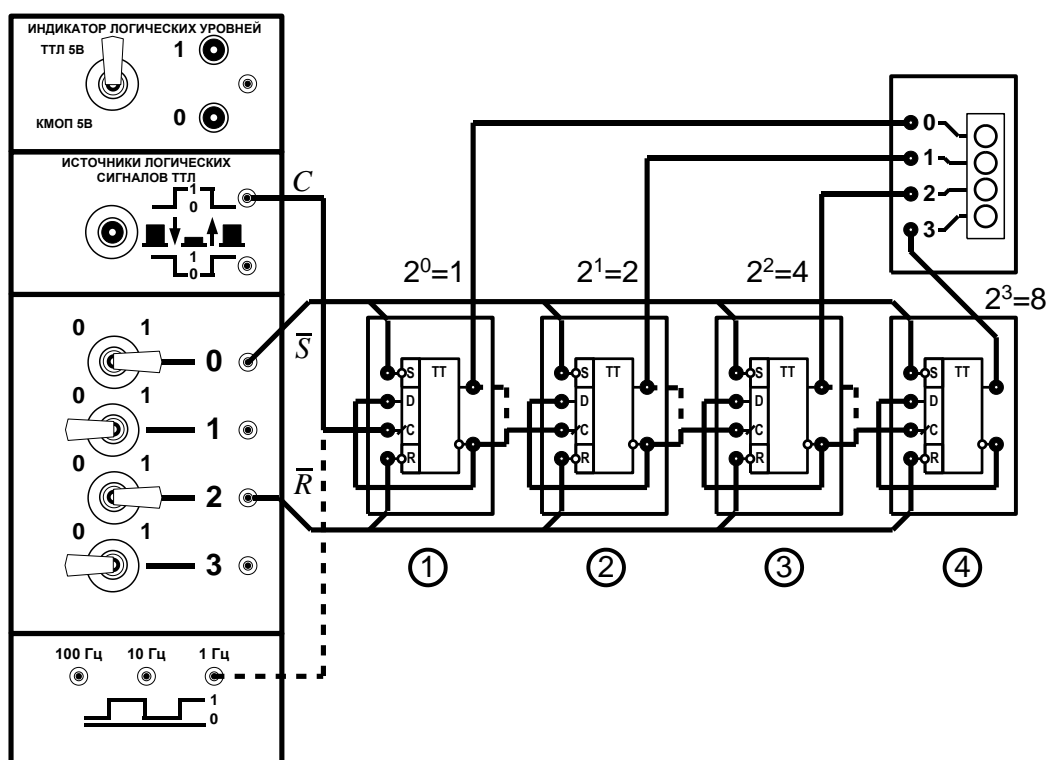 ИНДИКАТОР ЛОГИЧЕСКИХ УРОВНЕЙ
ТТЛ 5В
1
КМОП 5В
0
ИСТОЧНИКИ ЛОГИЧЕСКИХ
СИГНАЛОВ ТТЛ
1
0
1
0
C
0 1
0
0 1
1
0 1
2
0 1
3
S̅
R̅
100 Гц 10 Гц 1 Гц
1
0
2⁰=1
2¹=2
2²=4
2³=8
0
1
2
3
S TT
D
C
R
S TT
D
C
R
S TT
D
C
R
S TT
D
C
R
① ② ③ ④